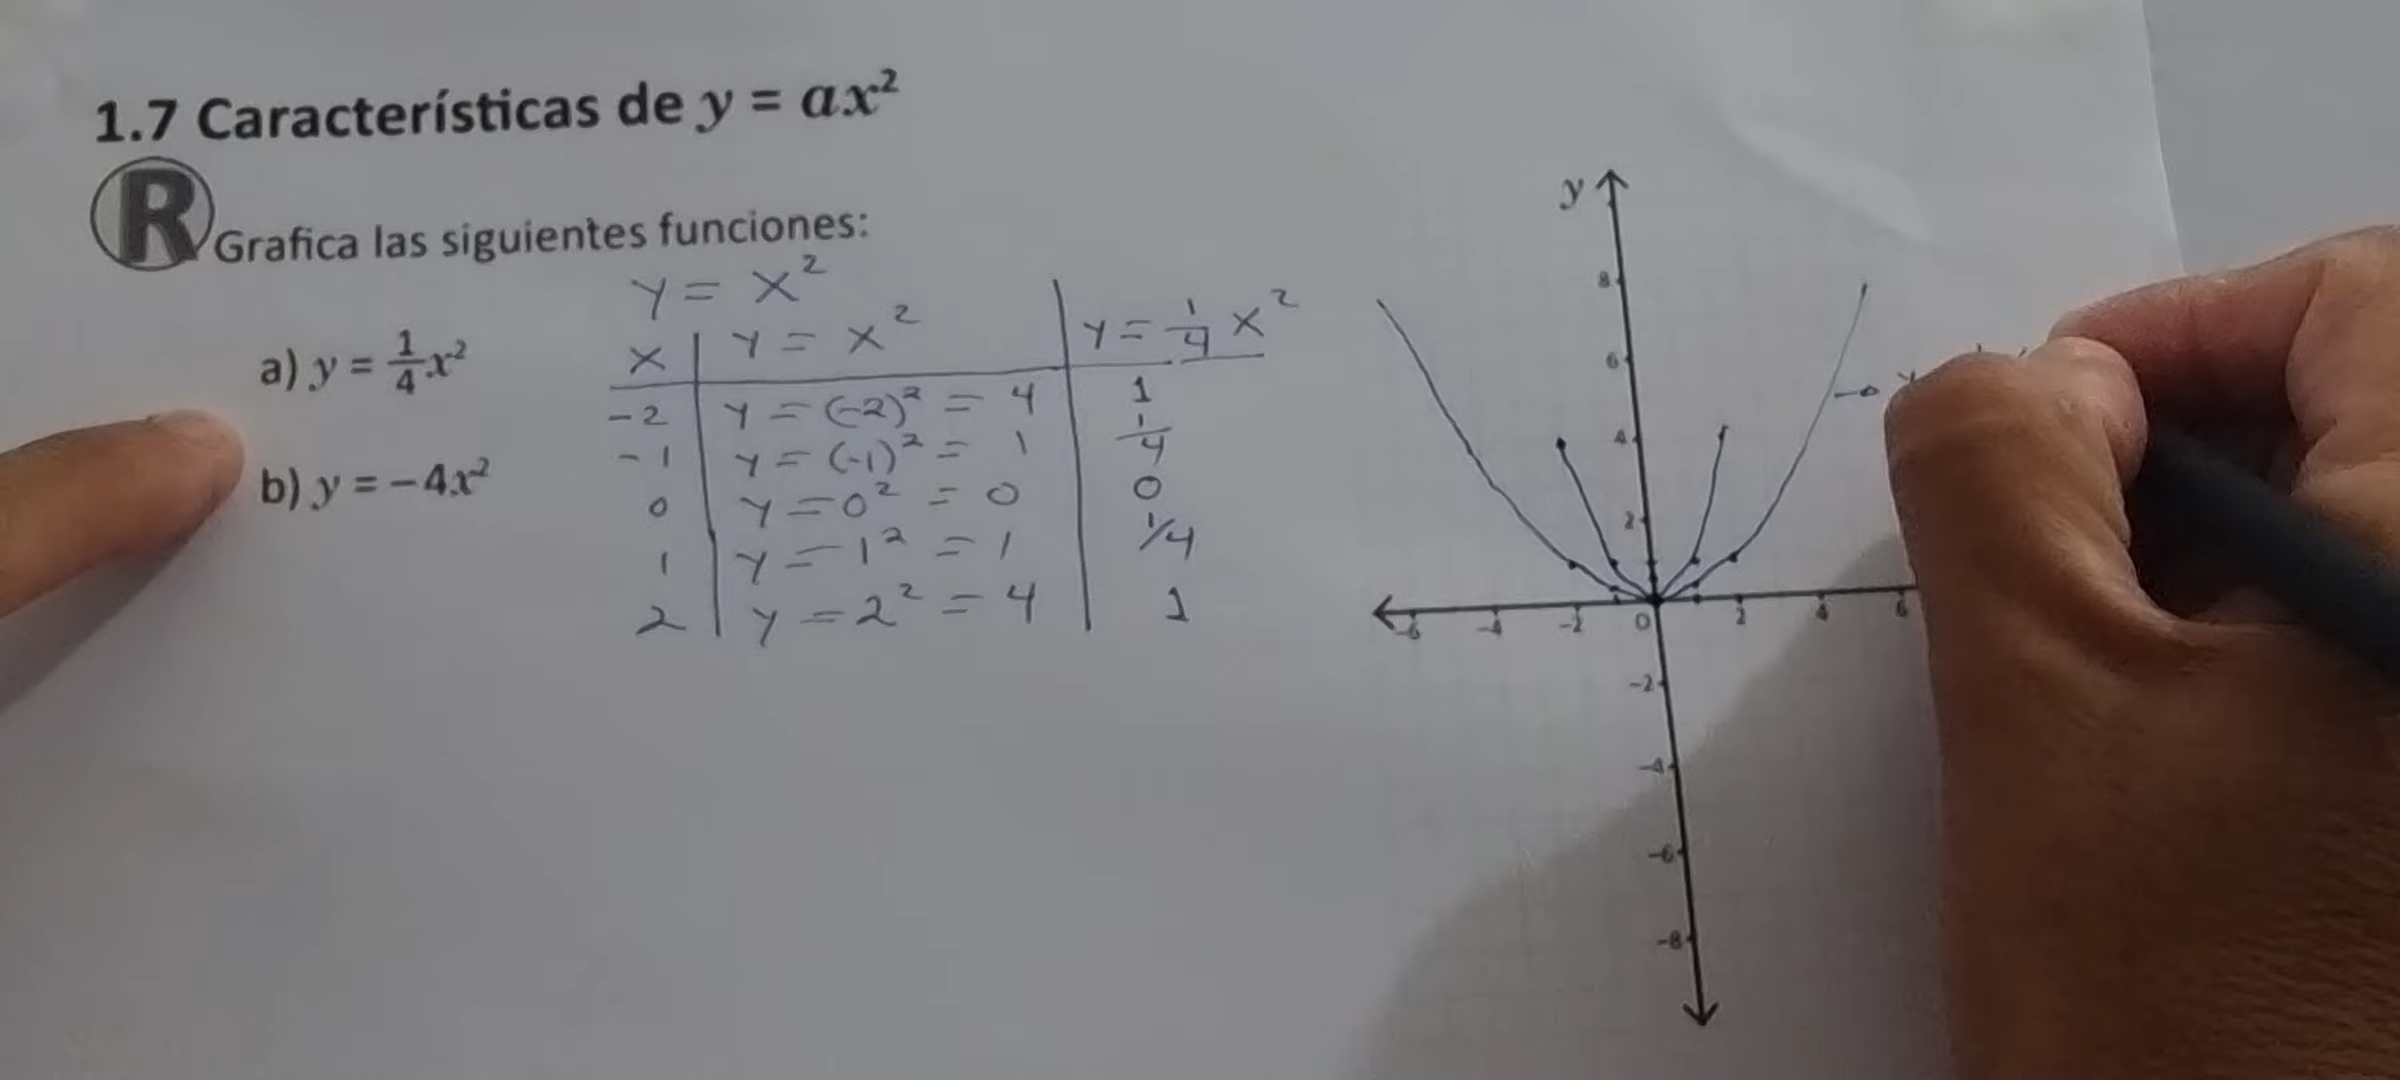 1.7 Características de y = ax²
R Grafica las siguientes funciones:
y = x²
x | y = x² | y = 1/4 x²
a) y = 1/4 x²
-2 | y = (-2)² = 4 | 1
-1 | y = (-1)² = 1 | 1/4
b) y = -4x²
0 | y = 0² = 0 | 0
1 | y = 1² = 1 | 1/4
2 | y = 2² = 4 | 1
y
8
6
4
2
-6 -4 -2 0 2 4 6
-2
-4
-6
-8